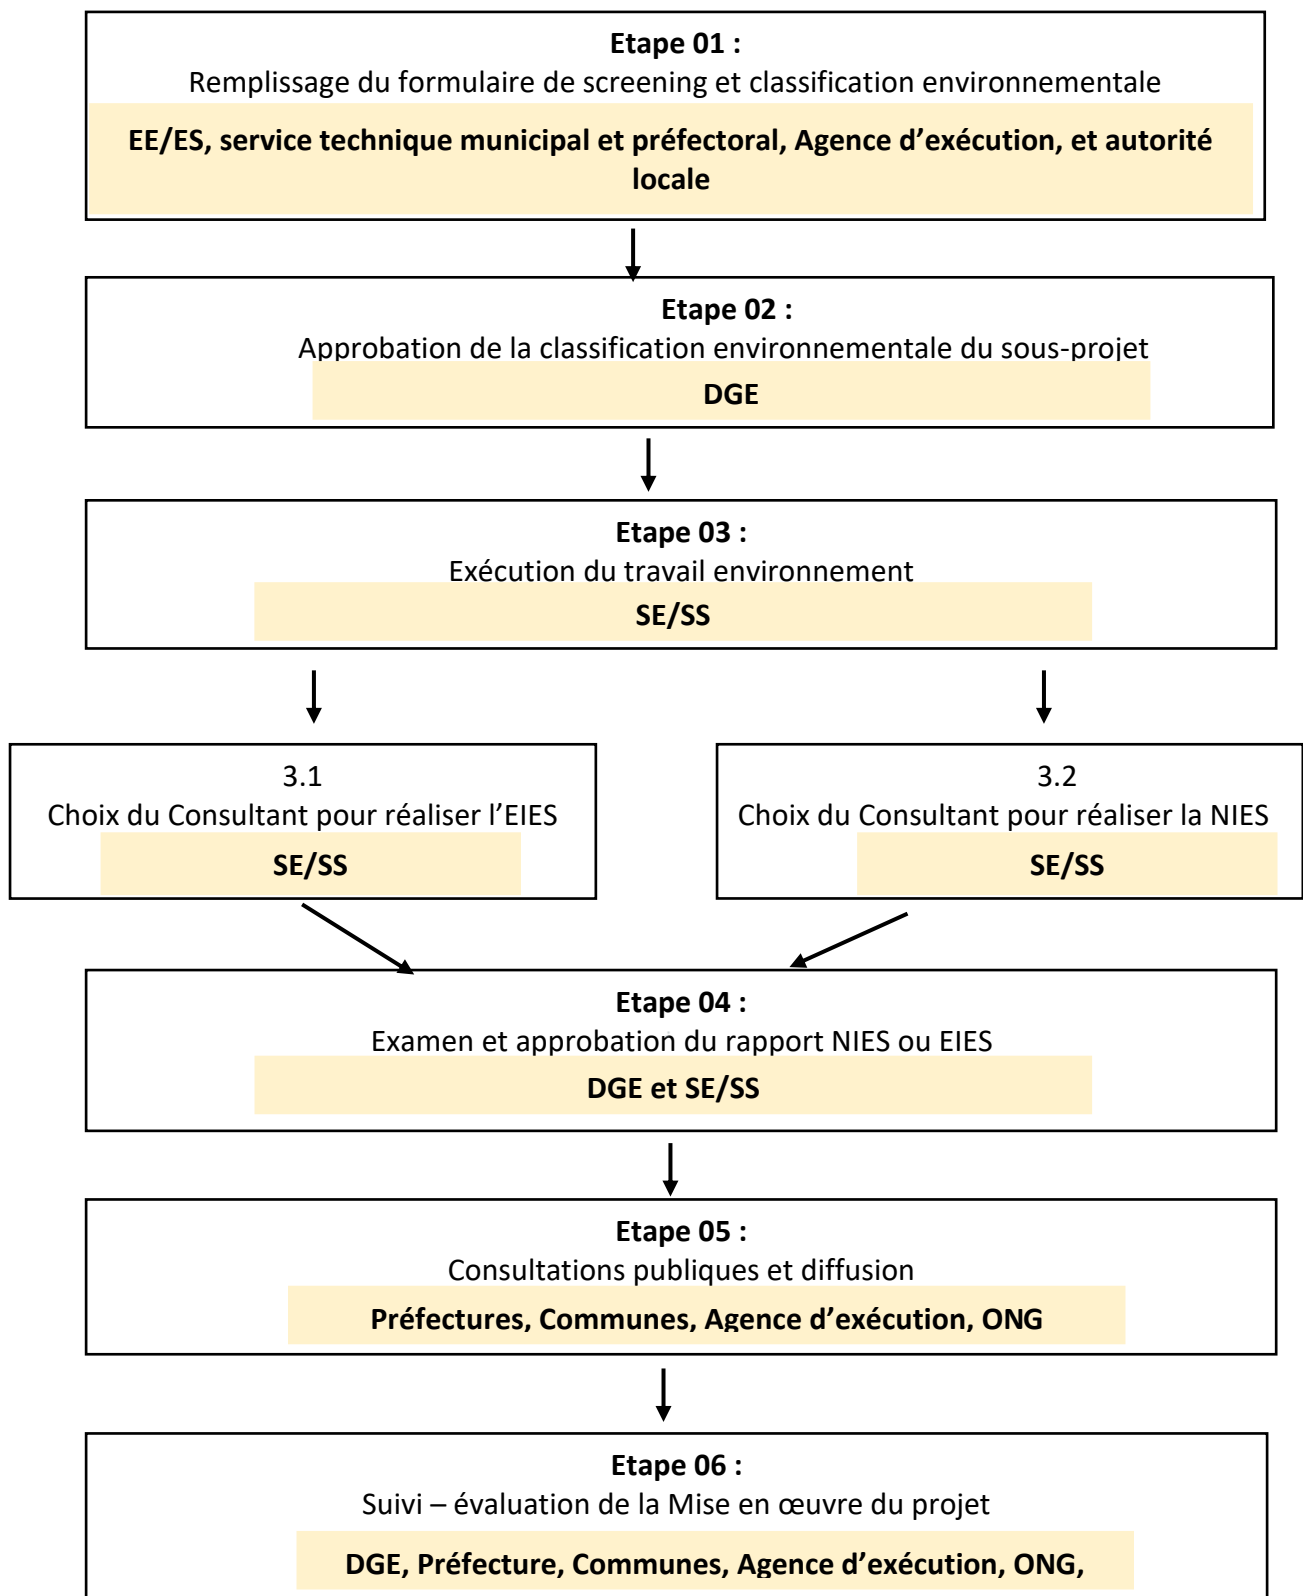 Etape 01 :
Remplissage du formulaire de screening et classification environnementale
EE/ES, service technique municipal et préfectoral, Agence d’exécution, et autorité
locale
Etape 02 :
Approbation de la classification environnementale du sous-projet
DGE
Etape 03 :
Exécution du travail environnement
SE/SS
3.1
Choix du Consultant pour réaliser l’EIES
SE/SS
3.2
Choix du Consultant pour réaliser la NIES
SE/SS
Etape 04 :
Examen et approbation du rapport NIES ou EIES
DGE et SE/SS
Etape 05 :
Consultations publiques et diffusion
Préfectures, Communes, Agence d’exécution, ONG
Etape 06 :
Suivi – évaluation de la Mise en œuvre du projet
DGE, Préfecture, Communes, Agence d’exécution, ONG,